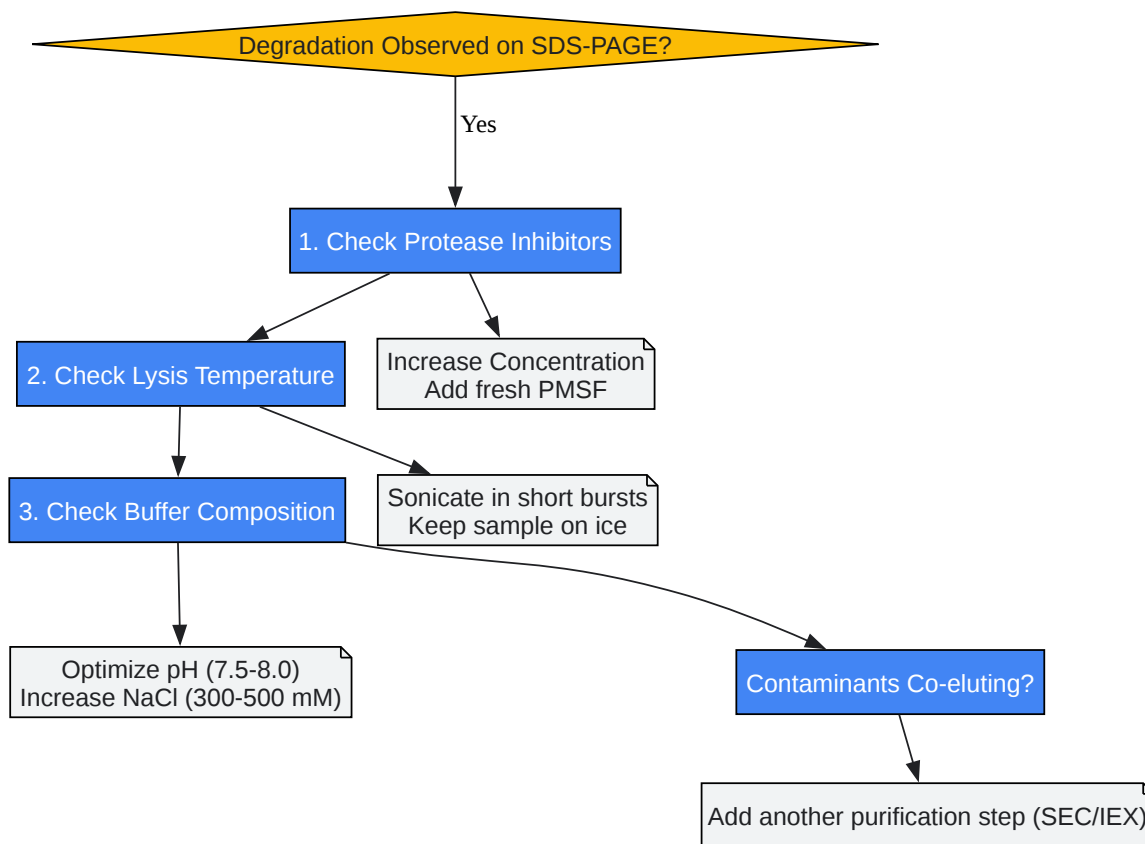 Degradation Observed on SDS-PAGE?
Yes
1. Check Protease Inhibitors
2. Check Lysis Temperature
Increase Concentration
Add fresh PMSF
3. Check Buffer Composition
Sonicate in short bursts
Keep sample on ice
Optimize pH (7.5-8.0)
Increase NaCl (300-500 mM)
Contaminants Co-eluting?
Add another purification step (SEC/IEX)